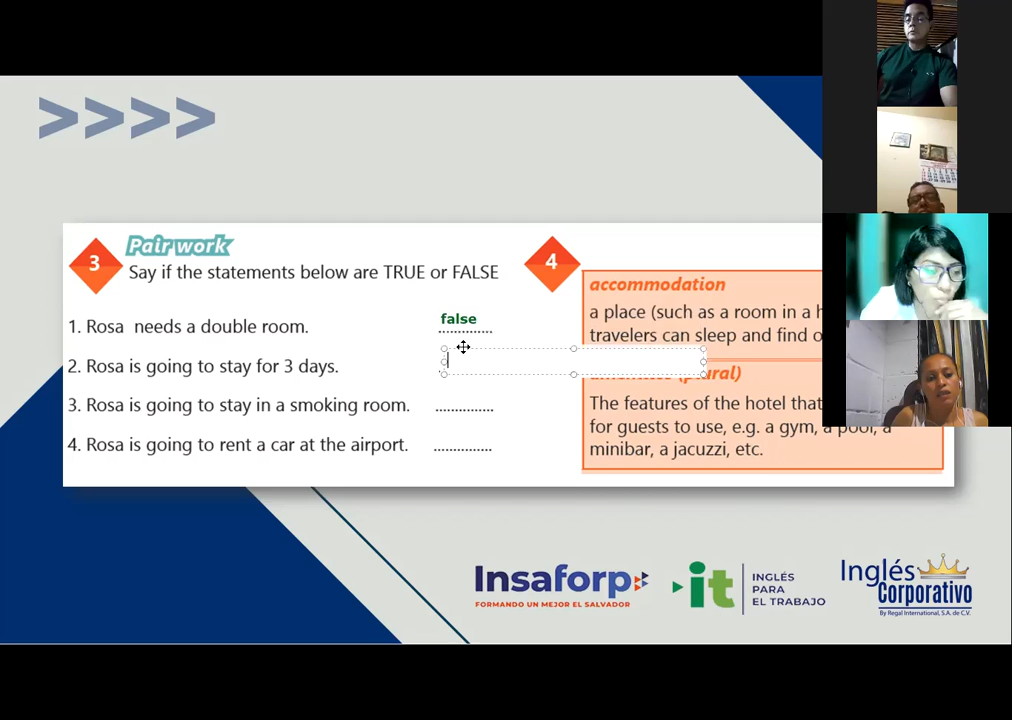 >>>>
3
Pair work
Say if the statements below are TRUE or FALSE
1. Rosa needs a double room.
false
2. Rosa is going to stay for 3 days.
3. Rosa is going to stay in a smoking room. ...............
4. Rosa is going to rent a car at the airport. ...............
4
accommodation
a place (such as a room in a h
travelers can sleep and find o
(plural)
The features of the hotel that
for guests to use, e.g. a gym, a pool, a
minibar, a jacuzzi, etc.
Insaforp
FORMANDO UN MEJOR EL SALVADOR
it
INGLÉS
PARA
EL TRABAJO
Inglés
Corporativo
By Regal International, S.A. de C.V.